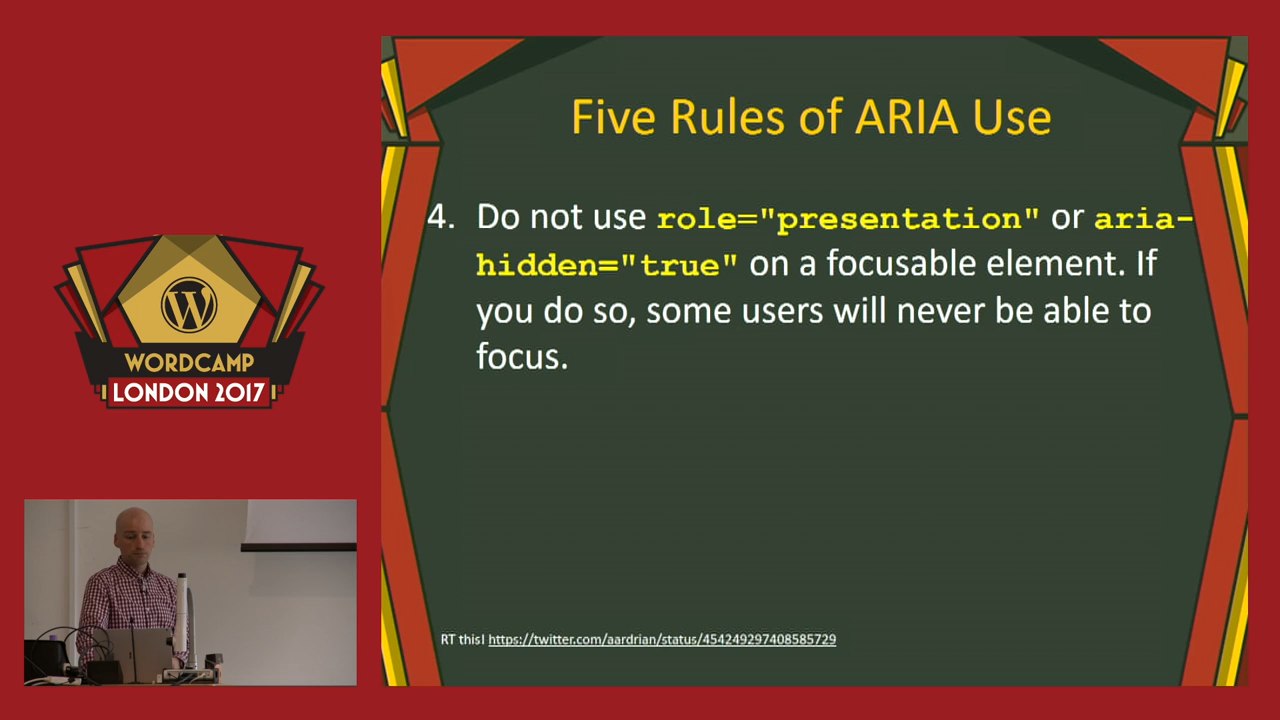 Five Rules of ARIA Use
4. Do not use role="presentation" or aria-
hidden="true" on a focusable element. If
you do so, some users will never be able to
focus.
RT this! https://twitter.com/aardrian/status/454249297408585729
WORDCAMP
LONDON 2017